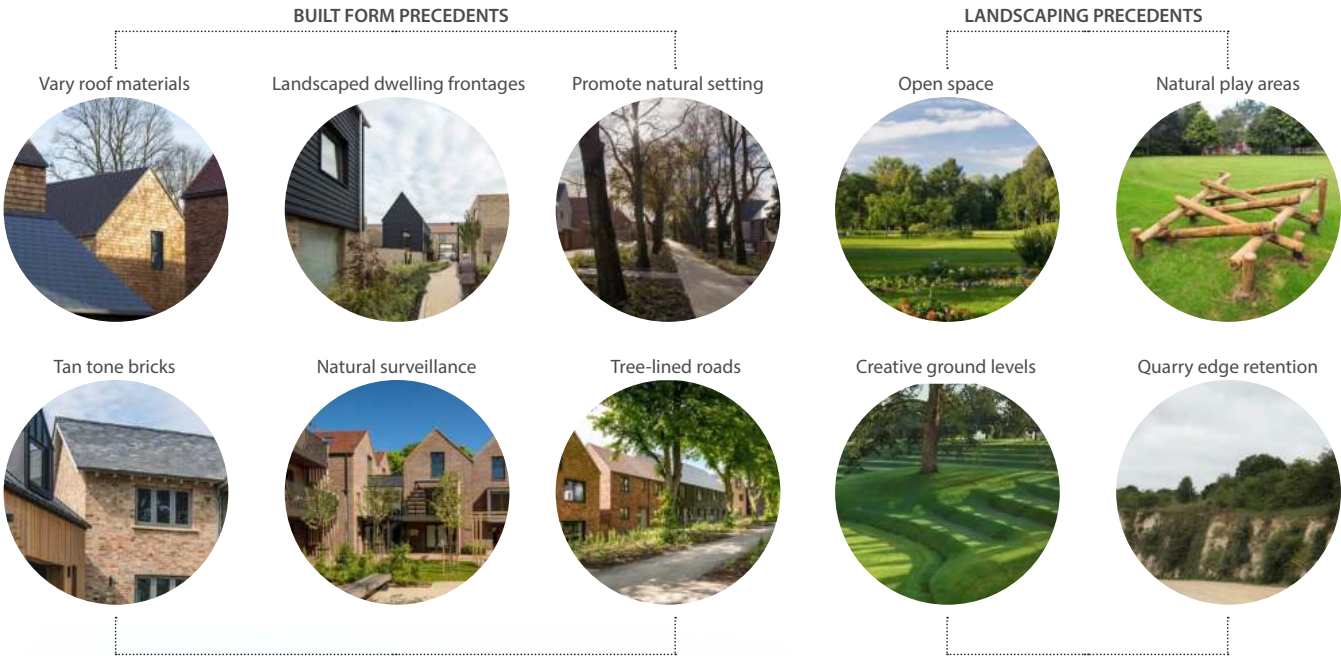 BUILT FORM PRECEDENTS
LANDSCAPING PRECEDENTS
Vary roof materials
Landscaped dwelling frontages
Promote natural setting
Open space
Natural play areas
Tan tone bricks
Natural surveillance
Tree-lined roads
Creative ground levels
Quarry edge retention